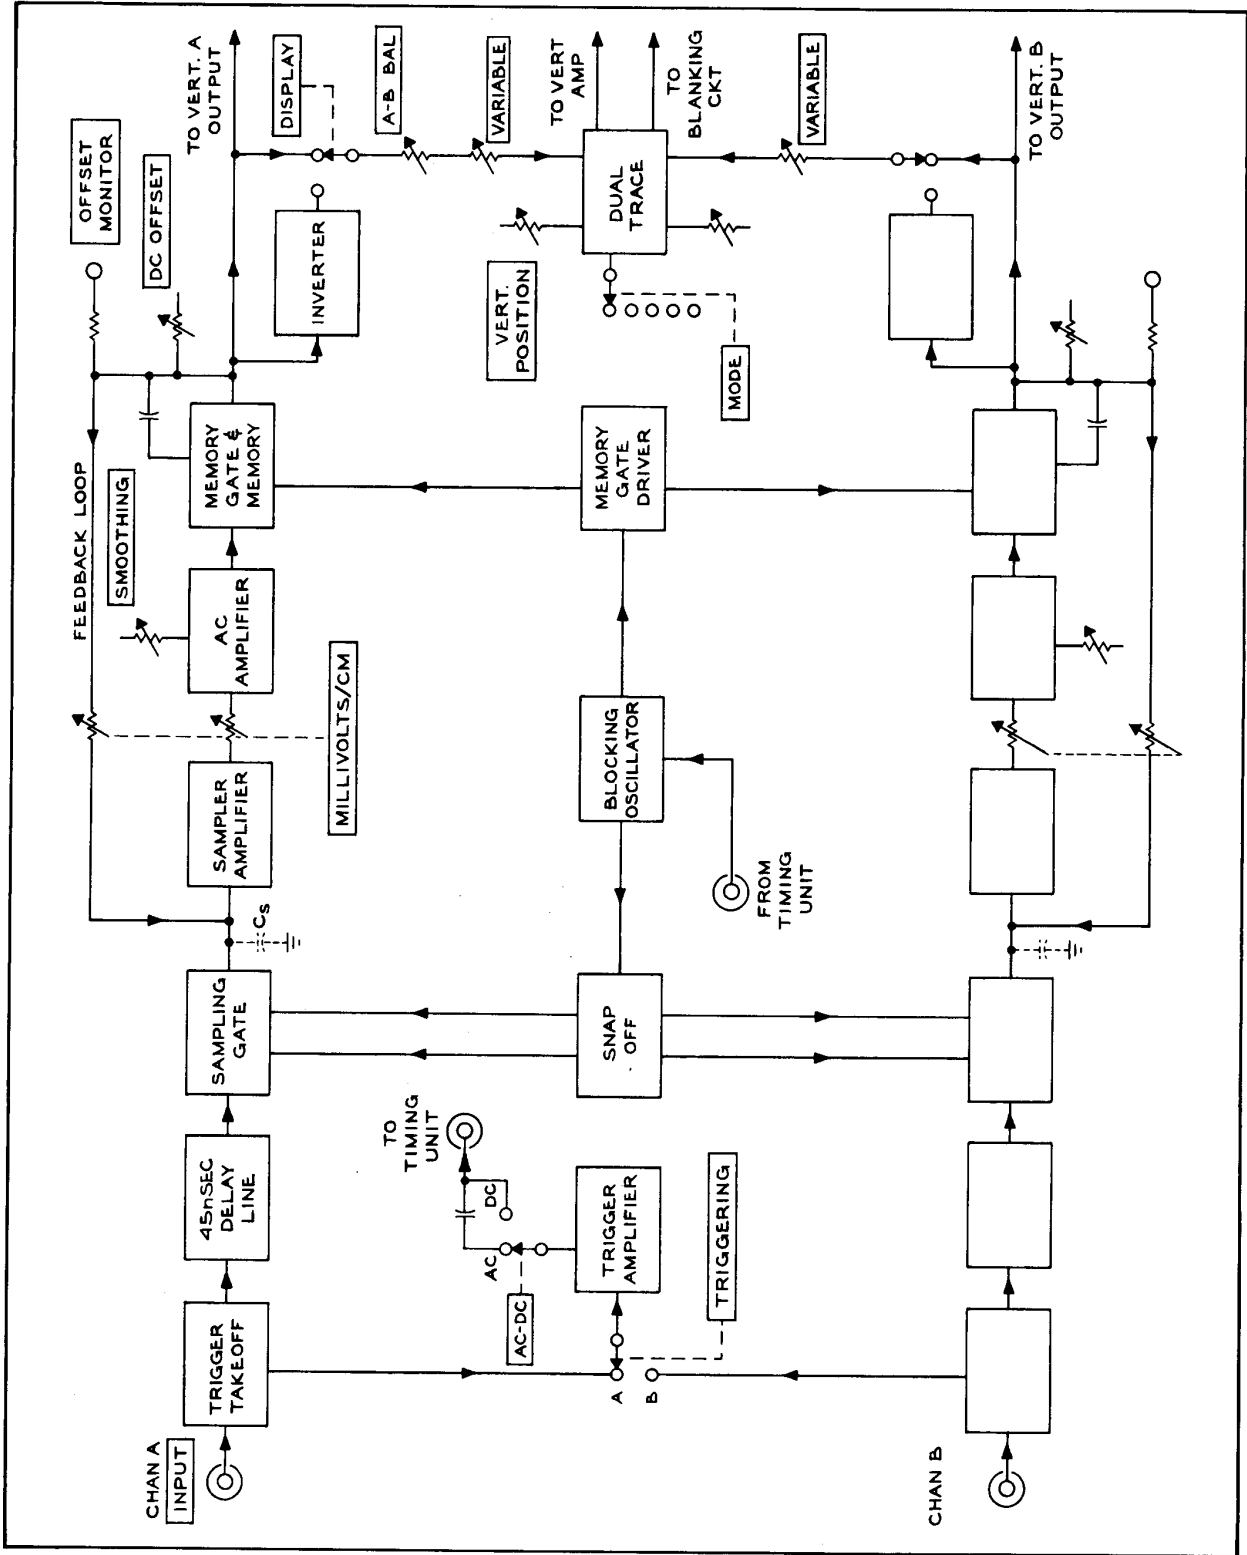 CHAN A
INPUT
TRIGGER
TAKEOFF
45nSEC
DELAY
LINE
SAMPLING
GATE
Cs
SAMPLER
AMPLIFIER
MILLIVOLTS/CM
AC
AMPLIFIER
SMOOTHING
FEEDBACK LOOP
MEMORY
GATE &
MEMORY
OFFSET
MONITOR
DC OFFSET
INVERTER
TO VERT. A
OUTPUT
DISPLAY
A-B BAL
VARIABLE
A
B
TRIGGERING
TRIGGER
AMPLIFIER
AC-DC
AC
DC
TO
TIMING
UNIT
SNAP
OFF
FROM
TIMING
UNIT
BLOCKING
OSCILLATOR
MEMORY
GATE
DRIVER
VERT.
POSITION
MODE
DUAL
TRACE
TO VERT
AMP
TO
BLANKING
CKT
VARIABLE
CHAN B
TO VERT. B
OUTPUT